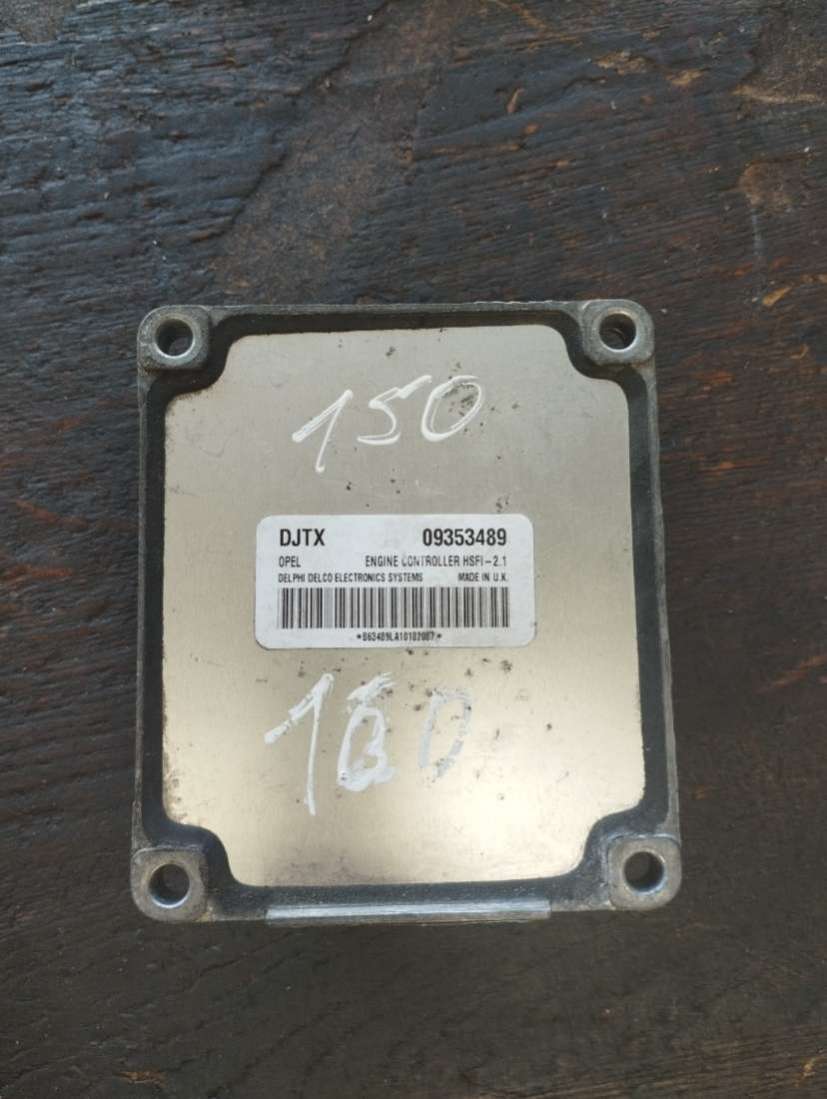 150
DJTX 09353489
OPEL ENGINE CONTROLLER HSFI-2.1
DELPHI DELCO ELECTRONICS SYSTEMS MADE IN U.K.